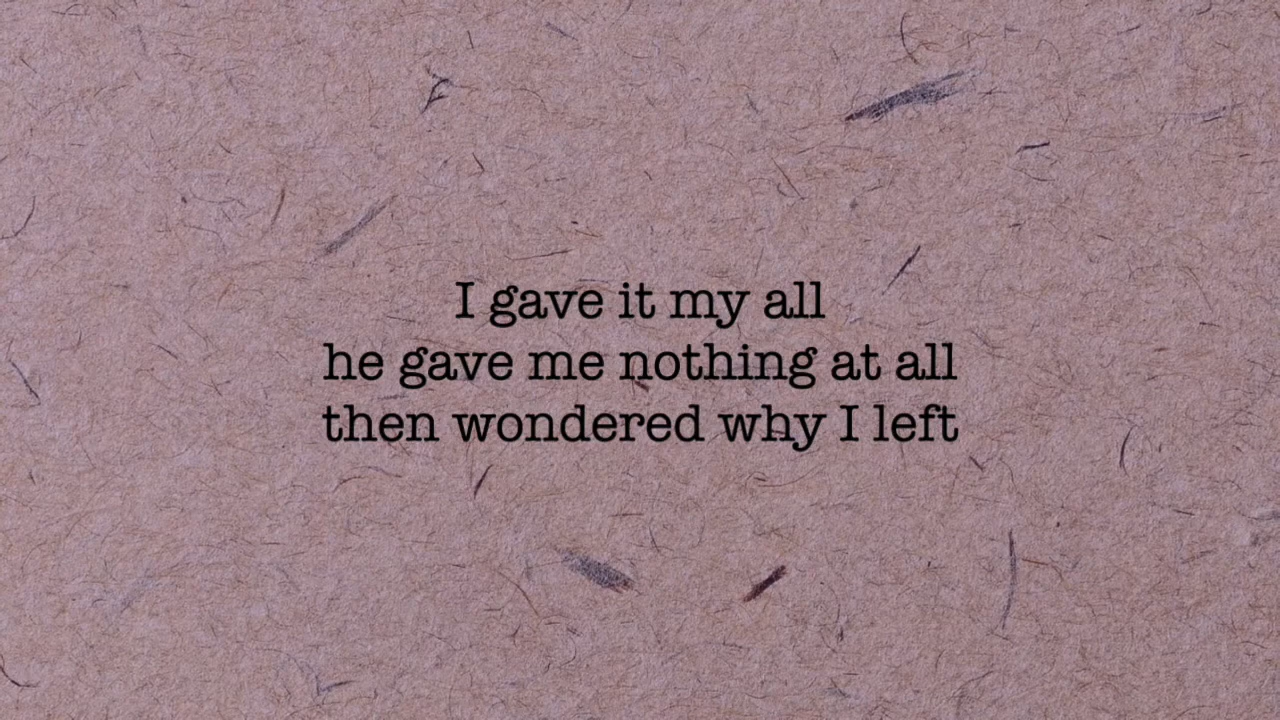 I gave it my all
he gave me nothing at all
then wondered why I left